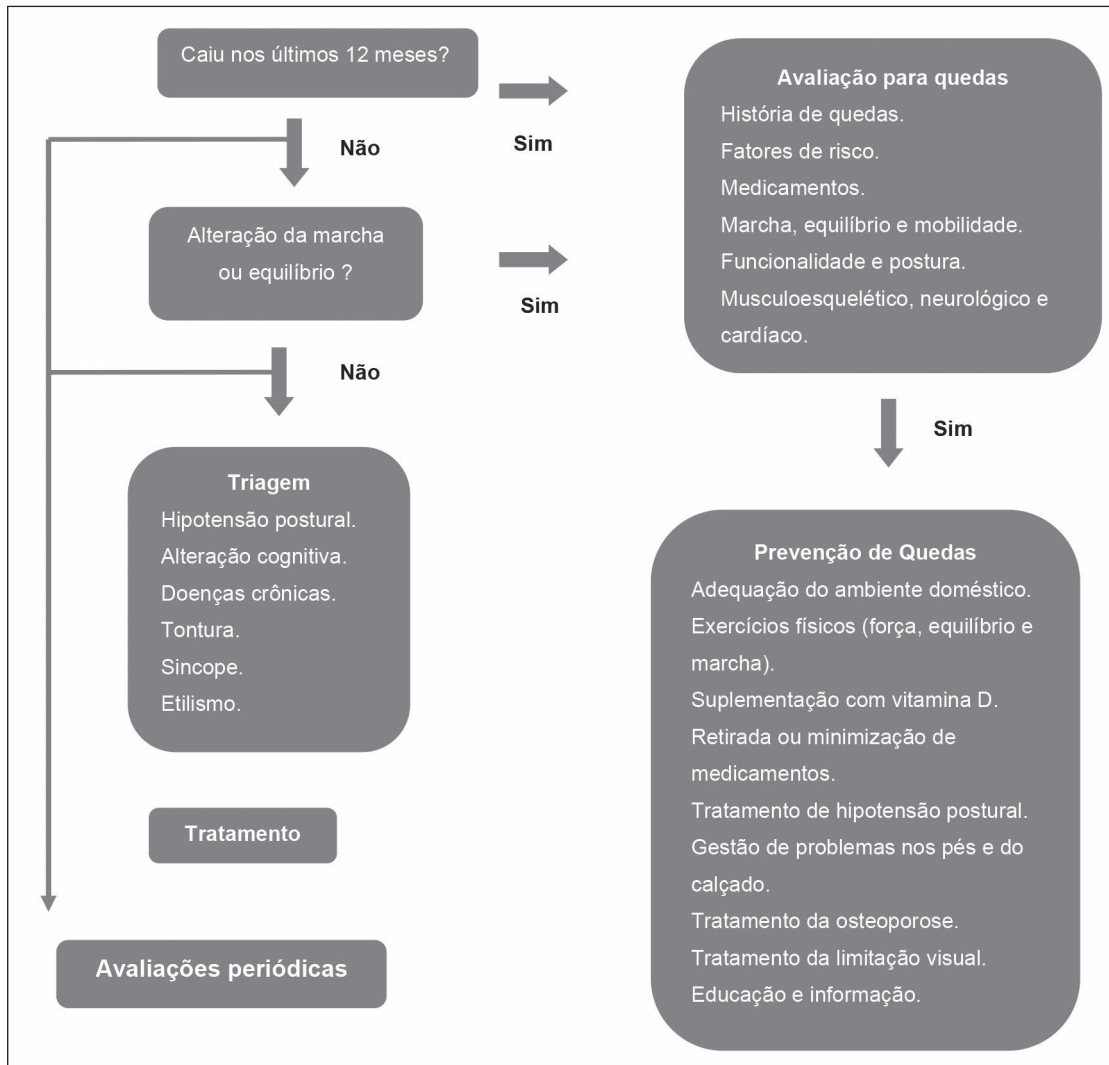 Caiu nos últimos 12 meses?
Não
Sim
Alteração da marcha
ou equilíbrio ?
Não
Sim
Triagem
Hipotensão postural.
Alteração cognitiva.
Doenças crônicas.
Tontura.
Sincope.
Etilismo.
Tratamento
Avaliações periódicas
Avaliação para quedas
História de quedas.
Fatores de risco.
Medicamentos.
Marcha, equilíbrio e mobilidade.
Funcionalidade e postura.
Musculoesquelético, neurológico e
cardíaco.
Sim
Prevenção de Quedas
Adequação do ambiente doméstico.
Exercícios físicos (força, equilíbrio e
marcha).
Suplementação com vitamina D.
Retirada ou minimização de
medicamentos.
Tratamento de hipotensão postural.
Gestão de problemas nos pés e do
calçado.
Tratamento da osteoporose.
Tratamento da limitação visual.
Educação e informação.